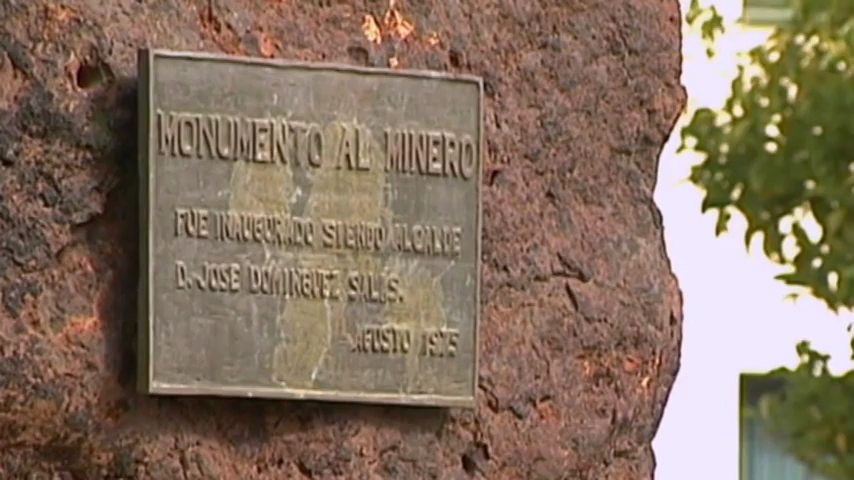 MONUMENTO AL MINERO
FUE INAUGURADO SIENDO ALCALDE
D. JOSE DOMINGUEZ SALAS.
AGOSTO 1975